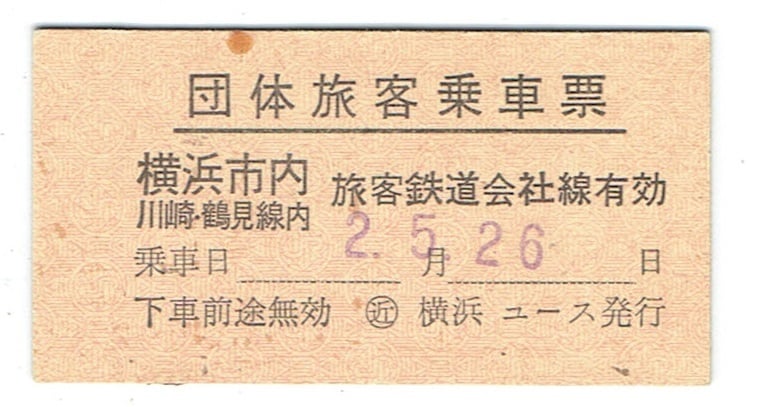 団体旅客乗車票
横浜市内 旅客鉄道会社線有効
川崎・鶴見線内
2. 5. 26
乗車日 月 日
下車前途無効 ㊣近 横浜 ユース発行